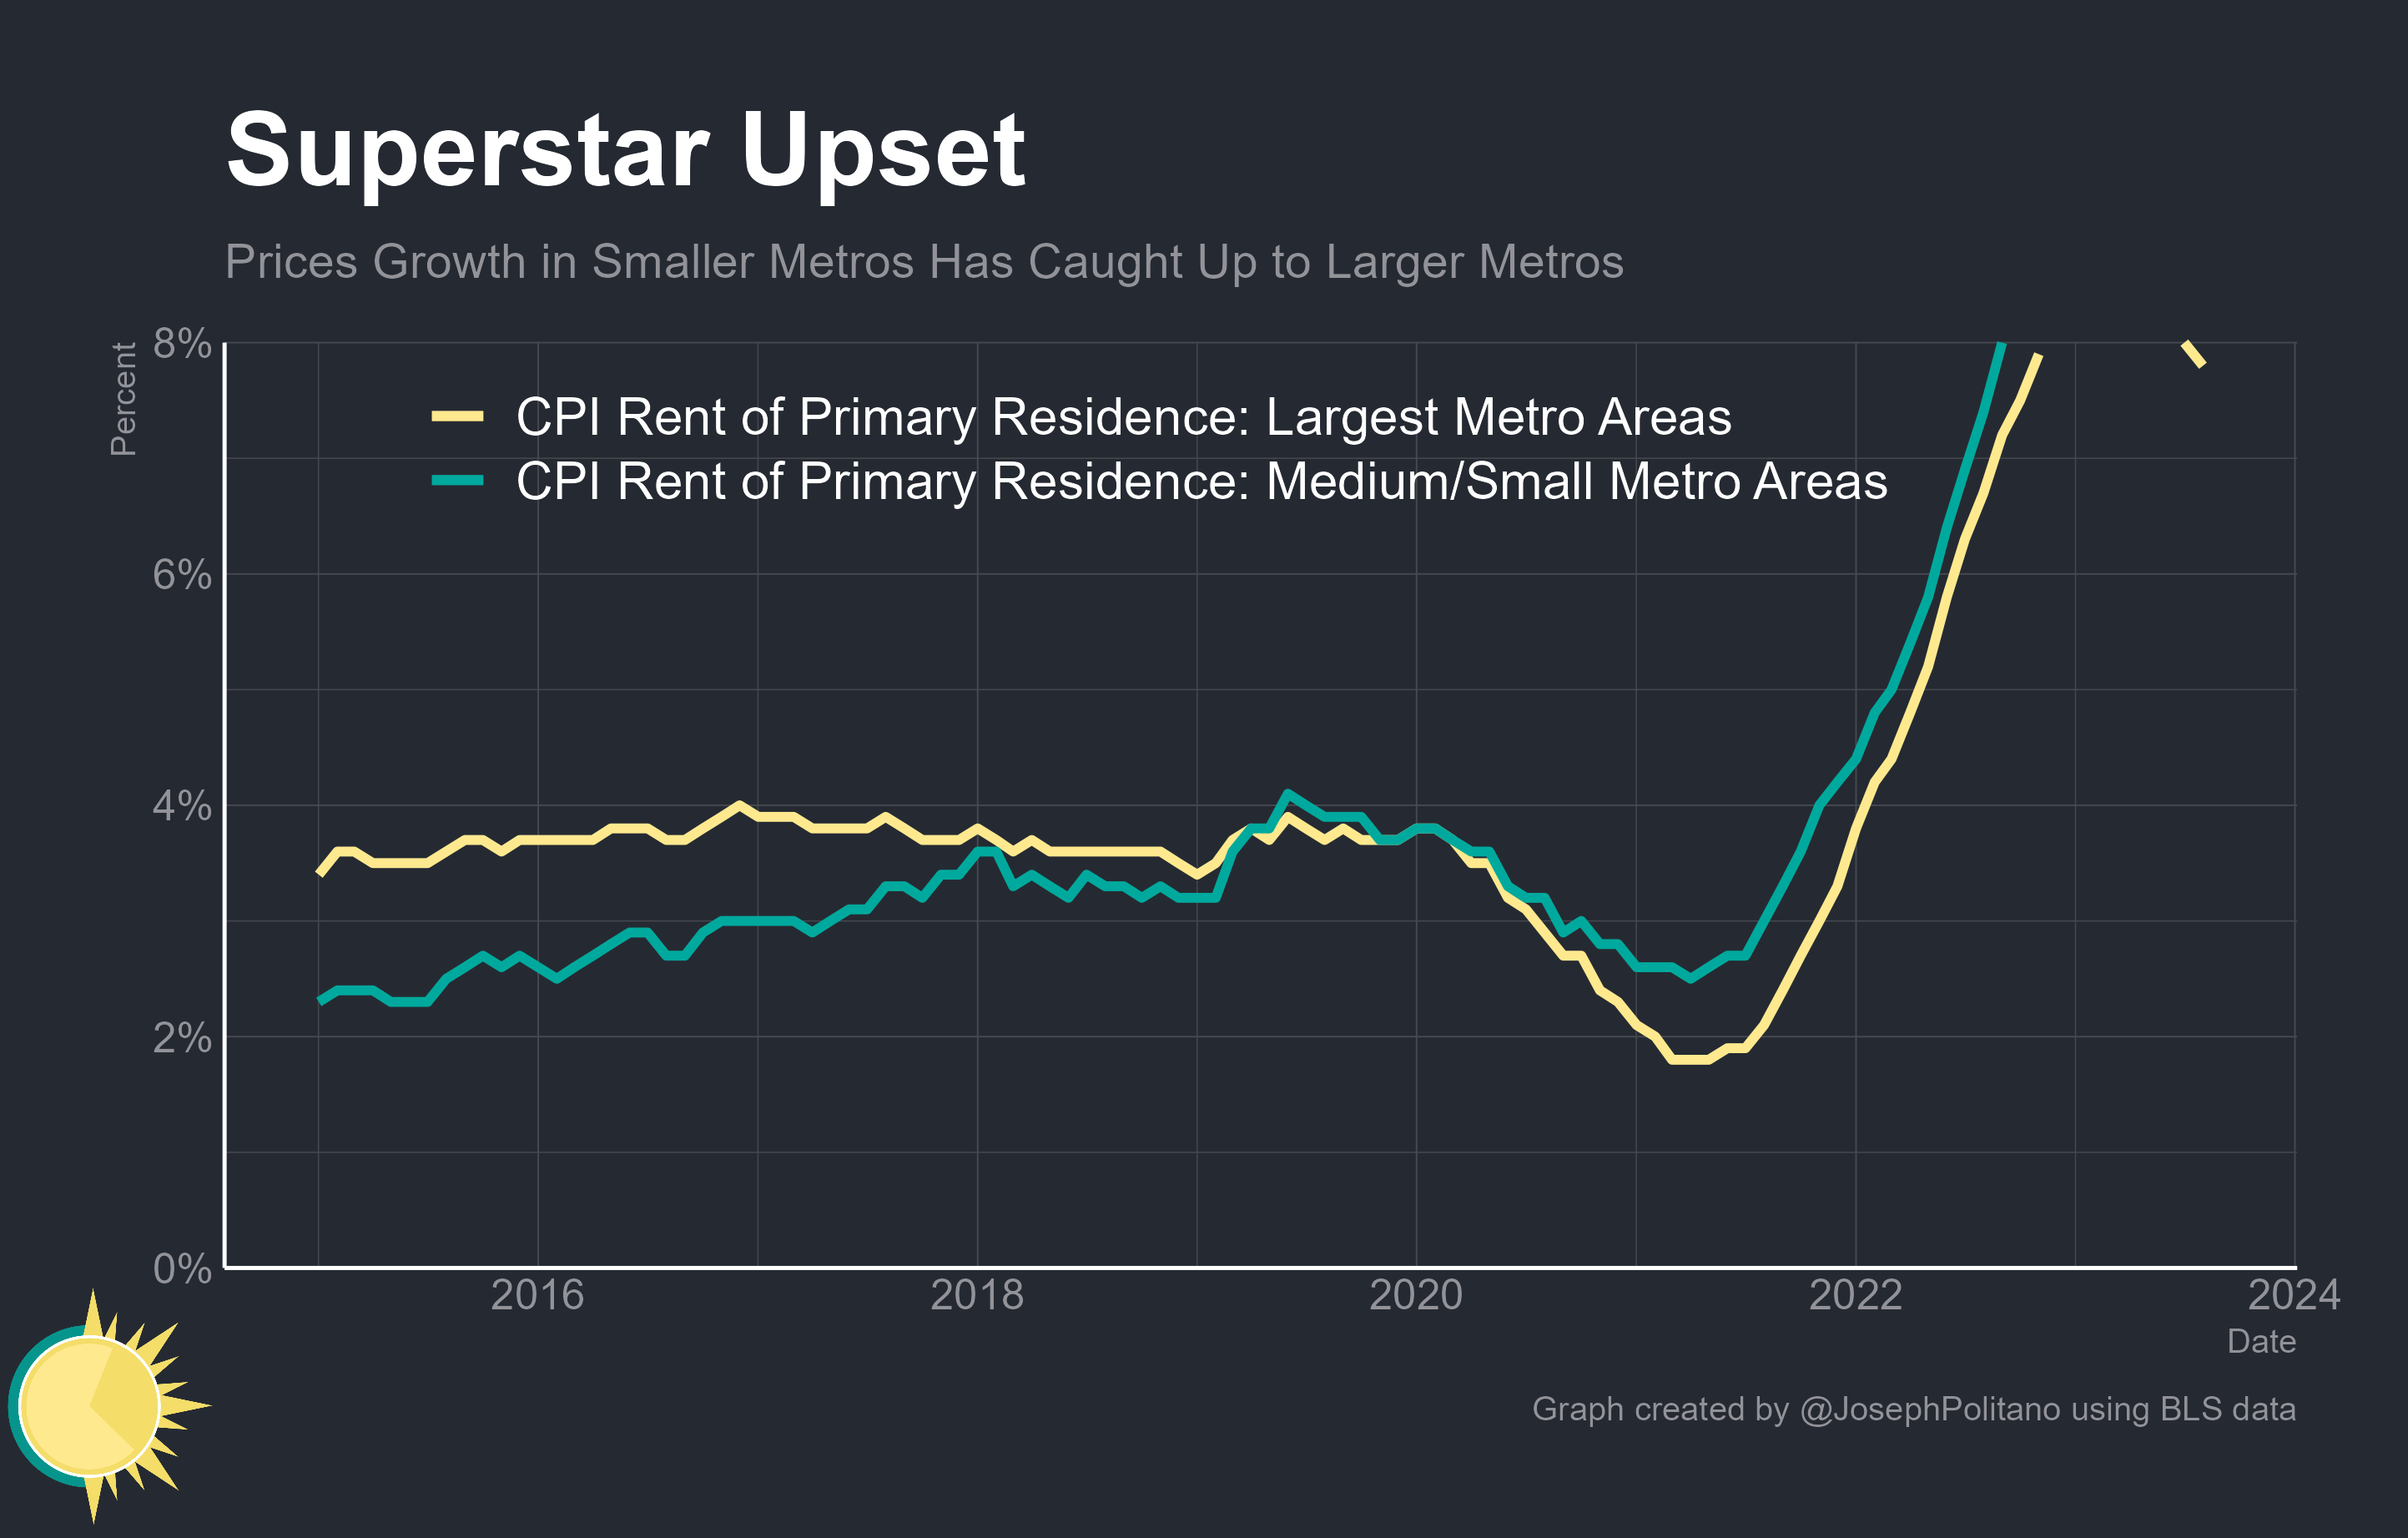 Superstar Upset
Prices Growth in Smaller Metros Has Caught Up to Larger Metros
Percent
8%
6%
4%
2%
0%
CPI Rent of Primary Residence: Largest Metro Areas
CPI Rent of Primary Residence: Medium/Small Metro Areas
2016 2018 2020 2022 2024
Date
Graph created by @JosephPolitano using BLS data